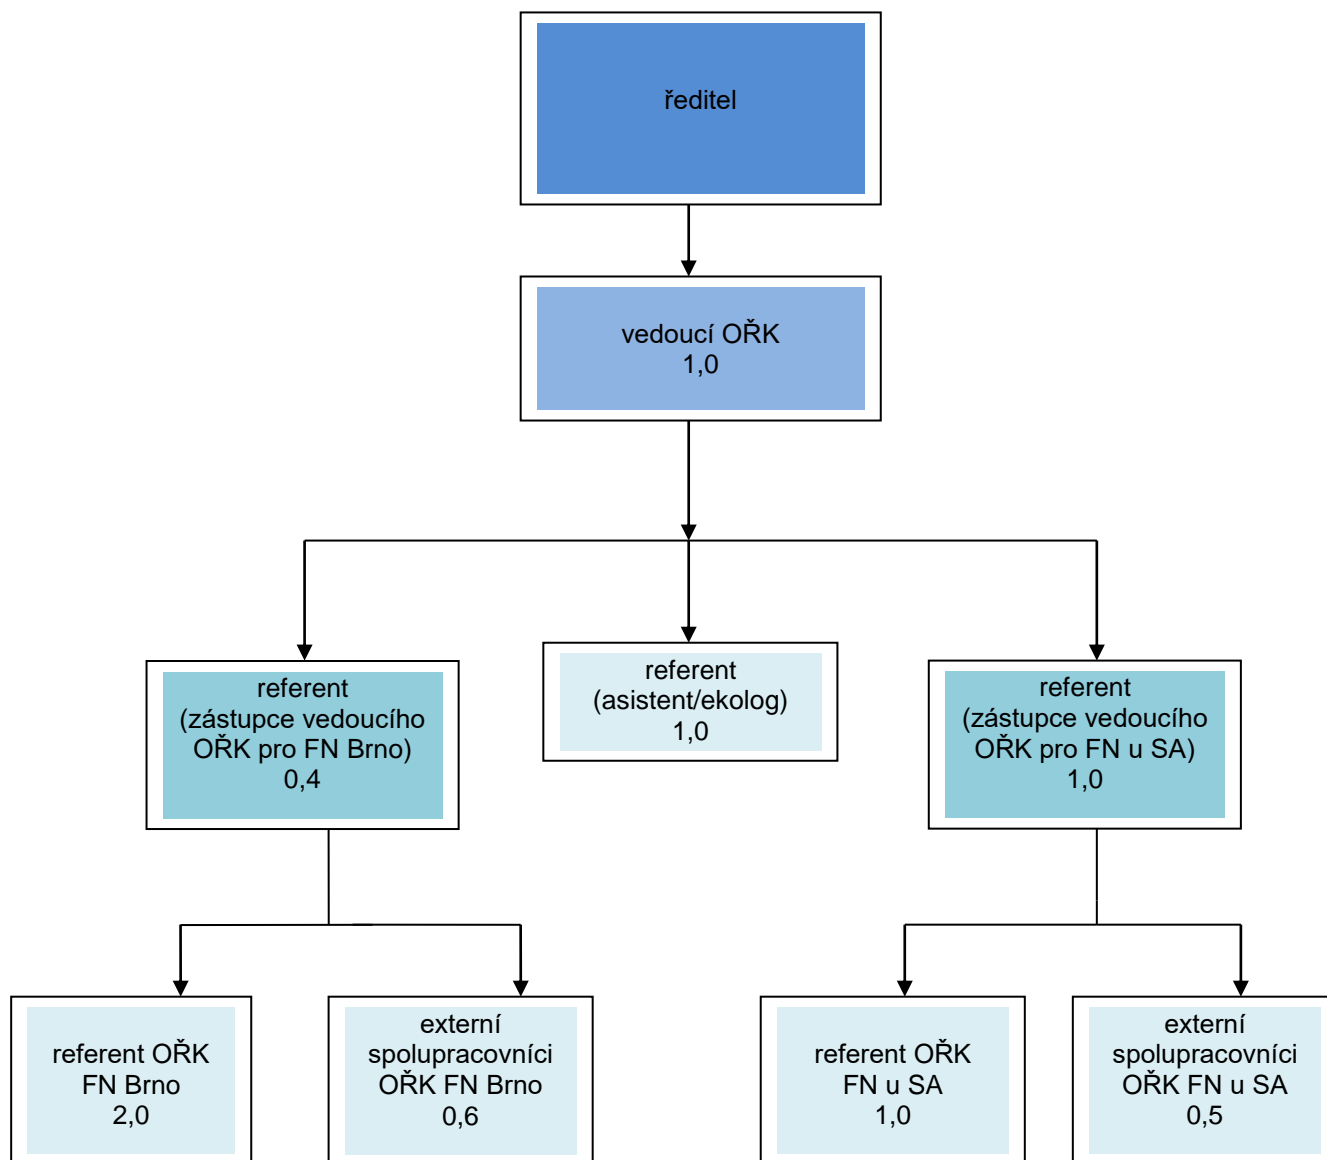 ředitel
vedoucí OŘK
1,0
referent
(zástupce vedoucího
OŘK pro FN Brno)
0,4
referent
(asistent/ekolog)
1,0
referent
(zástupce vedoucího
OŘK pro FN u SA)
1,0
referent OŘK
FN Brno
2,0
externí
spolupracovníci
OŘK FN Brno
0,6
referent OŘK
FN u SA
1,0
externí
spolupracovníci
OŘK FN u SA
0,5